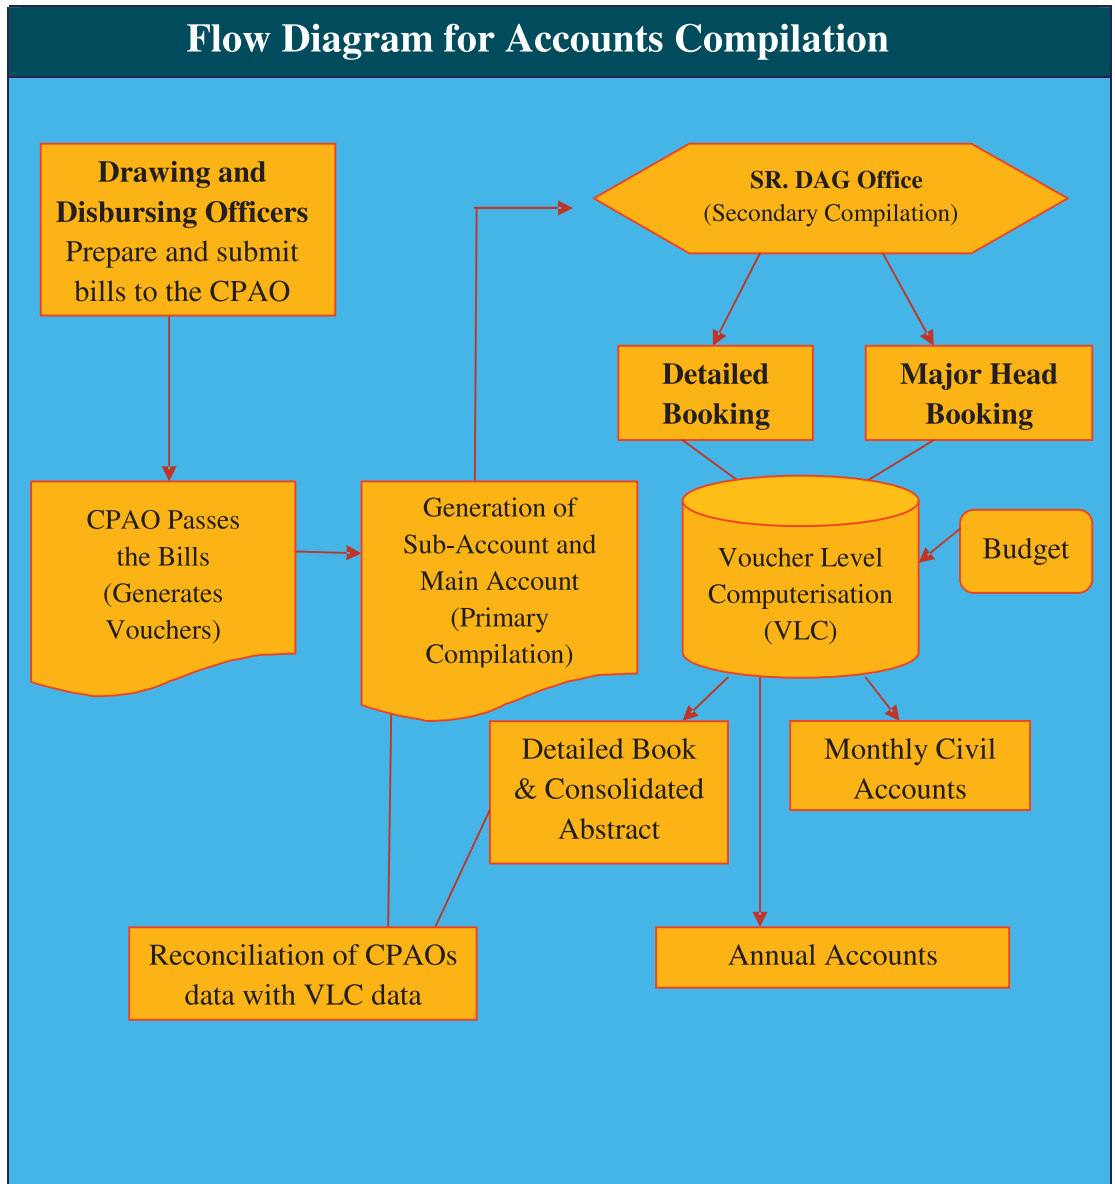 Flow Diagram for Accounts Compilation
Drawing and
Disbursing Officers
Prepare and submit
bills to the CPAO
SR. DAG Office
(Secondary Compilation)
Detailed
Booking
Major Head
Booking
CPAO Passes
the Bills
(Generates
Vouchers)
Generation of
Sub-Account and
Main Account
(Primary
Compilation)
Voucher Level
Computerisation
(VLC)
Budget
Detailed Book
& Consolidated
Abstract
Monthly Civil
Accounts
Reconciliation of CPAOs
data with VLC data
Annual Accounts